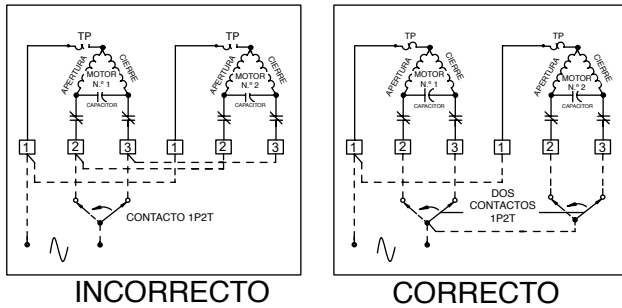 TP
APERTURA
CIERRE
MOTOR
N.º 1
CAPACITOR
TP
APERTURA
CIERRE
MOTOR
N.º 2
CAPACITOR
1
2
3
1
2
3
CONTACTO 1P2T
INCORRECTO
TP
APERTURA
CIERRE
MOTOR
N.º 1
CAPACITOR
TP
APERTURA
CIERRE
MOTOR
N.º 2
CAPACITOR
1
2
3
1
2
3
DOS
CONTACTOS
1P2T
CORRECTO